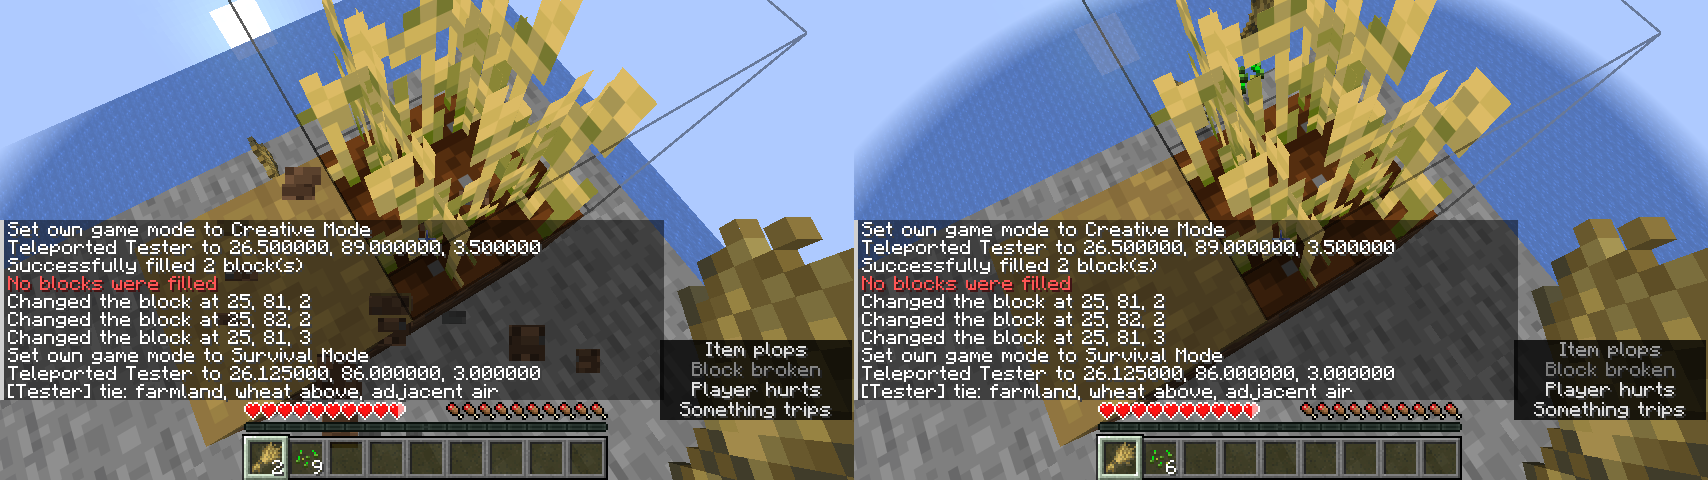 Set own game mode to Creative Mode
Teleported Tester to 26.500000, 89.000000, 3.500000
Successfully filled 2 block(s)
No blocks were filled
Changed the block at 25, 81, 2
Changed the block at 25, 82, 2
Changed the block at 25, 81, 3
Set own game mode to Survival Mode
Teleported Tester to 26.125000, 86.000000, 3.000000
[Tester] tie: farmland, wheat above, adjacent air
Item plops
Block broken
Player hurts
Something trips
2
9
Set own game mode to Creative Mode
Teleported Tester to 26.500000, 89.000000, 3.500000
Successfully filled 2 block(s)
No blocks were filled
Changed the block at 25, 81, 2
Changed the block at 25, 82, 2
Changed the block at 25, 81, 3
Set own game mode to Survival Mode
Teleported Tester to 26.125000, 86.000000, 3.000000
[Tester] tie: farmland, wheat above, adjacent air
Item plops
Block broken
Player hurts
Something trips
6